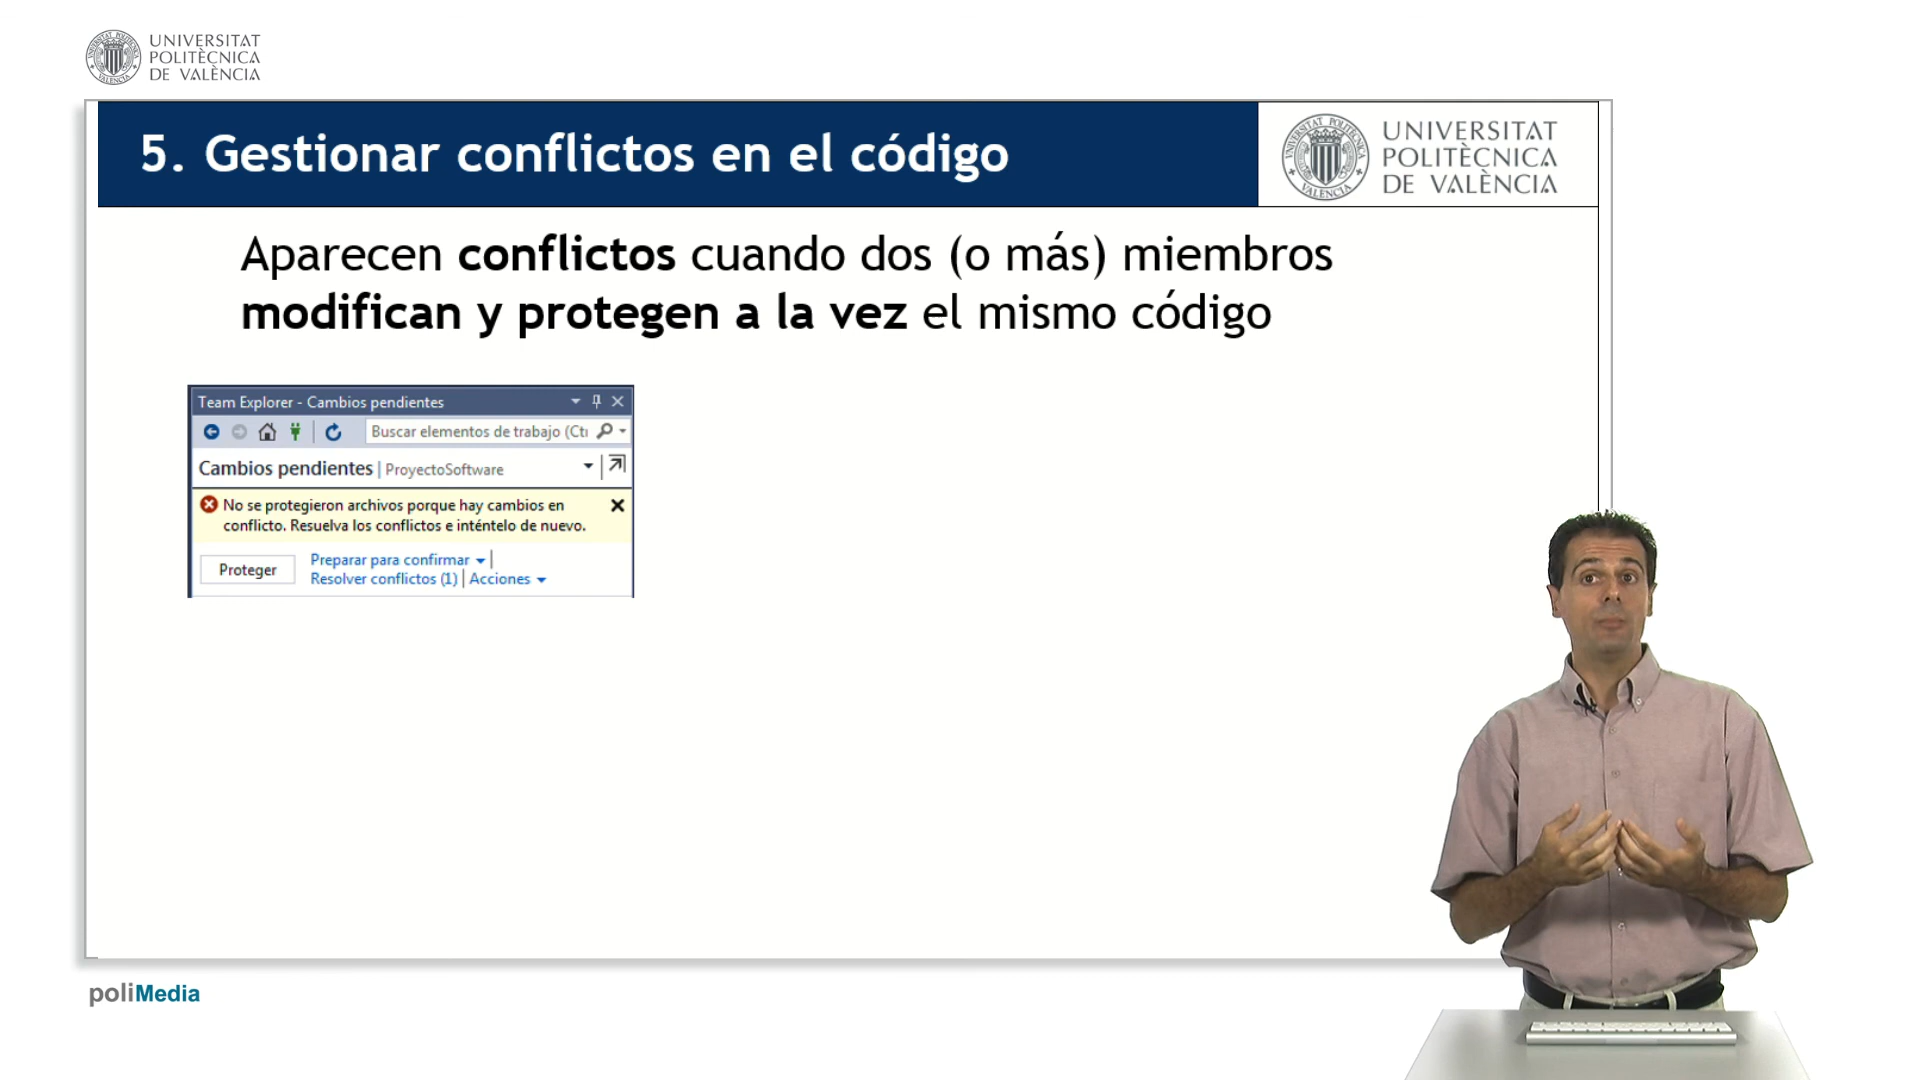 UNIVERSITAT
POLITÈCNICA
DE VALÈNCIA
5. Gestionar conflictos en el código
UNIVERSITAT
POLITÈCNICA
DE VALÈNCIA
Aparecen conflictos cuando dos (o más) miembros
modifican y protegen a la vez el mismo código
Team Explorer - Cambios pendientes
Buscar elementos de trabajo (Ctr
Cambios pendientes | ProyectoSoftware
No se protegieron archivos porque hay cambios en
conflicto. Resuelva los conflictos e inténtelo de nuevo.
Proteger
Preparar para confirmar
Resolver conflictos (1) | Acciones
poliMedia